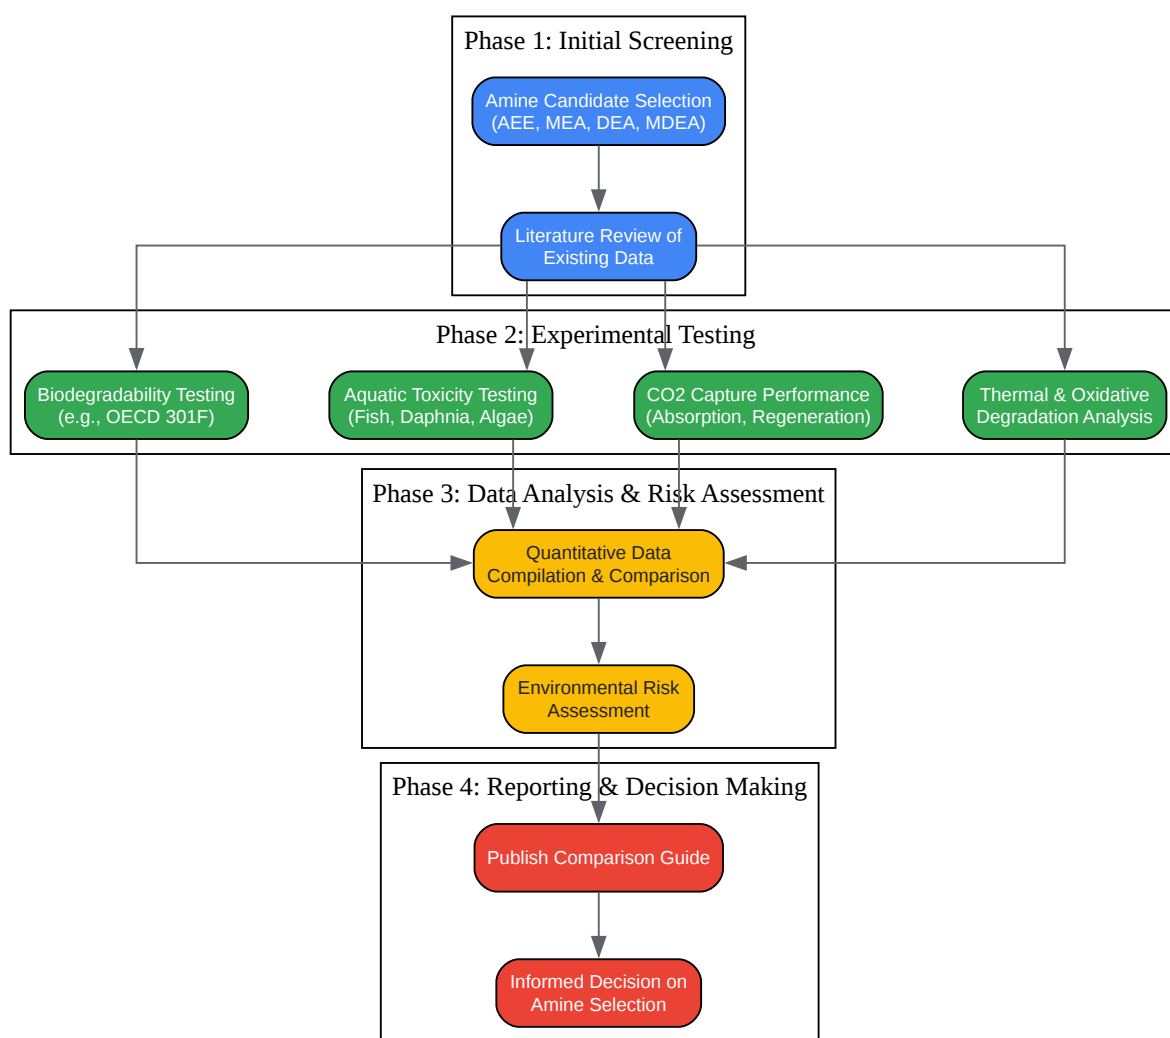 Phase 1: Initial Screening
Amine Candidate Selection
(AEE, MEA, DEA, MDEA)
Literature Review of
Existing Data
Phase 2: Experimental Testing
Biodegradability Testing
(e.g., OECD 301F)
Aquatic Toxicity Testing
(Fish, Daphnia, Algae)
CO2 Capture Performance
(Absorption, Regeneration)
Thermal & Oxidative
Degradation Analysis
Phase 3: Data Analysis & Risk Assessment
Quantitative Data
Compilation & Comparison
Environmental Risk
Assessment
Phase 4: Reporting & Decision Making
Publish Comparison Guide
Informed Decision on
Amine Selection